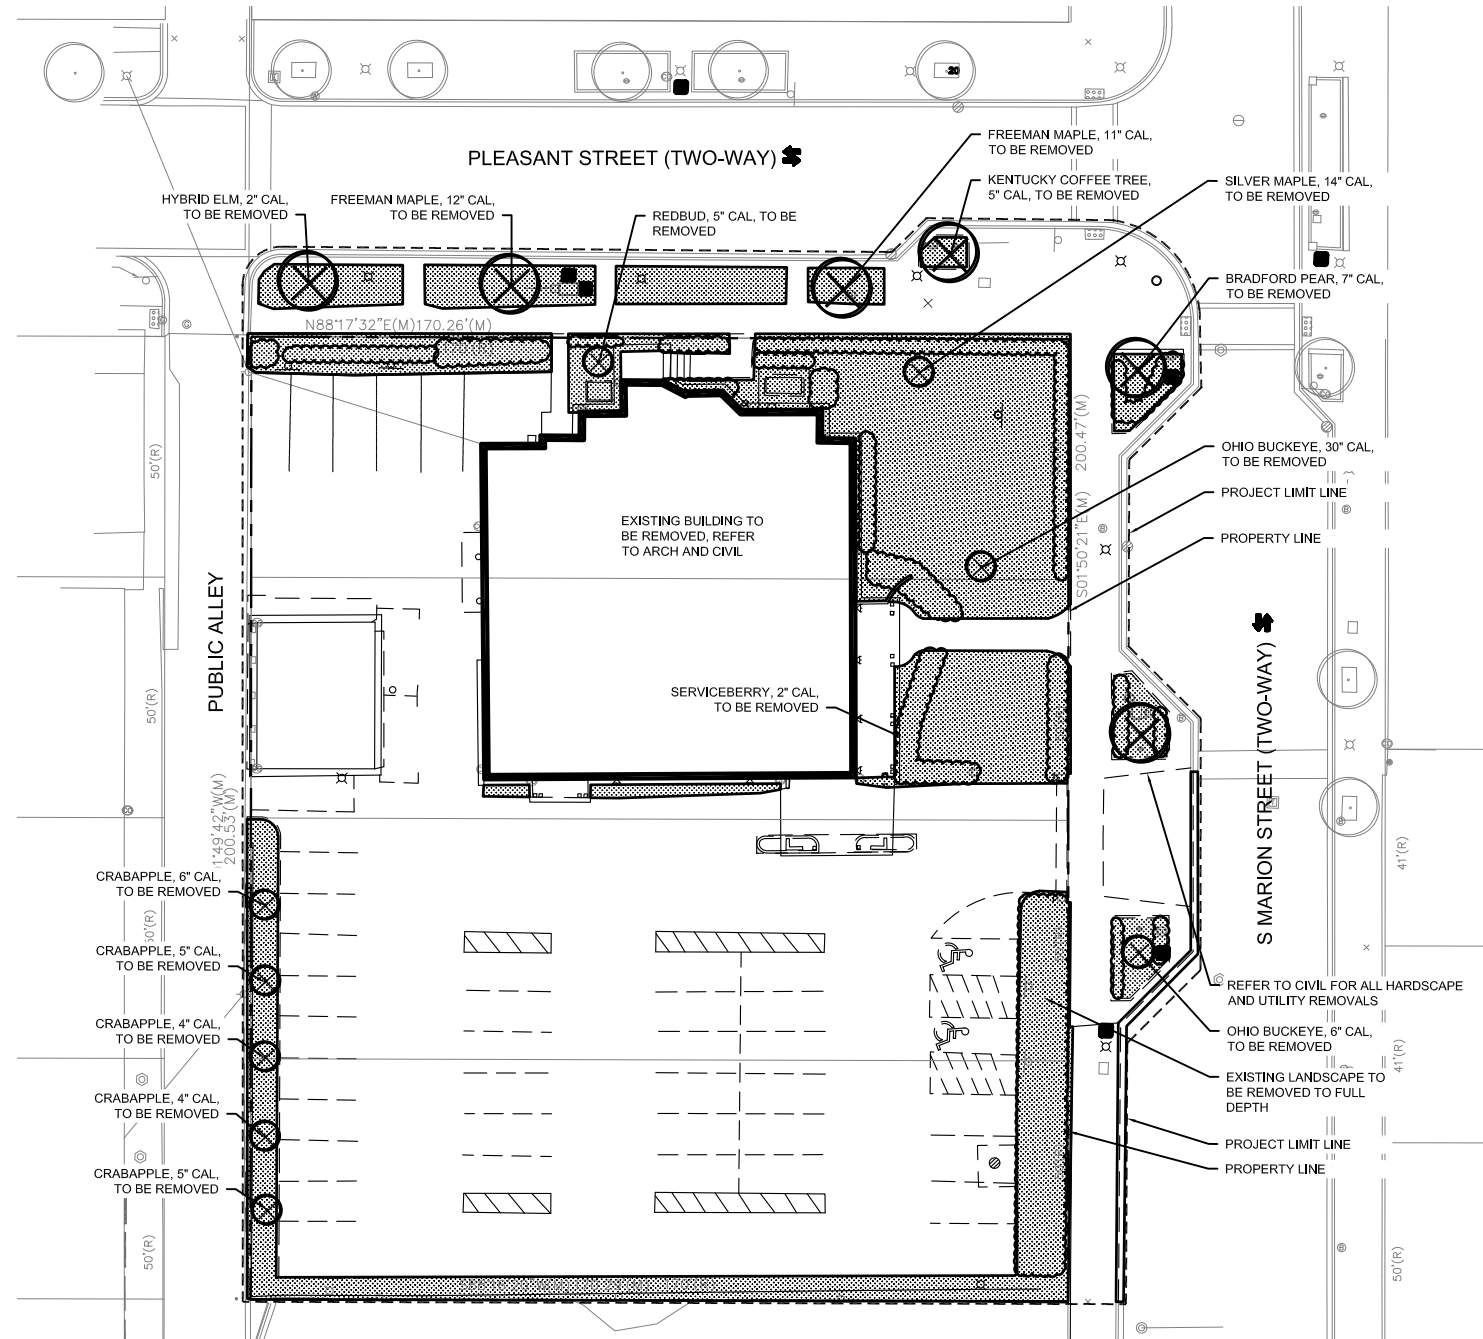 PLEASANT STREET (TWO-WAY)
FREEMAN MAPLE, 11" CAL,
TO BE REMOVED
KENTUCKY COFFEE TREE,
5" CAL, TO BE REMOVED
SILVER MAPLE, 14" CAL,
TO BE REMOVED
HYBRID ELM, 2" CAL,
TO BE REMOVED
FREEMAN MAPLE, 12" CAL,
TO BE REMOVED
REDBUD, 5" CAL, TO BE
REMOVED
BRADFORD PEAR, 7" CAL,
TO BE REMOVED
N88°17'32"E(M)170.26'(M)
S01°50'21"E(M) 200.47'(M)
50'(R)
OHIO BUCKEYE, 30" CAL,
TO BE REMOVED
PROJECT LIMIT LINE
PROPERTY LINE
EXISTING BUILDING TO
BE REMOVED, REFER
TO ARCH AND CIVIL
PUBLIC ALLEY
50'(R)
SERVICEBERRY, 2" CAL,
TO BE REMOVED
S MARION STREET (TWO-WAY)
1°49'42"W(M)
200.53'(M)
41'(R)
CRABAPPLE, 6" CAL,
TO BE REMOVED
50'(R)
CRABAPPLE, 5" CAL,
TO BE REMOVED
CRABAPPLE, 4" CAL,
TO BE REMOVED
CRABAPPLE, 4" CAL,
TO BE REMOVED
CRABAPPLE, 5" CAL,
TO BE REMOVED
REFER TO CIVIL FOR ALL HARDSCAPE
AND UTILITY REMOVALS
OHIO BUCKEYE, 6" CAL,
TO BE REMOVED
41'(R)
EXISTING LANDSCAPE TO
BE REMOVED TO FULL
DEPTH
PROJECT LIMIT LINE
PROPERTY LINE
50'(R)
50'(R)